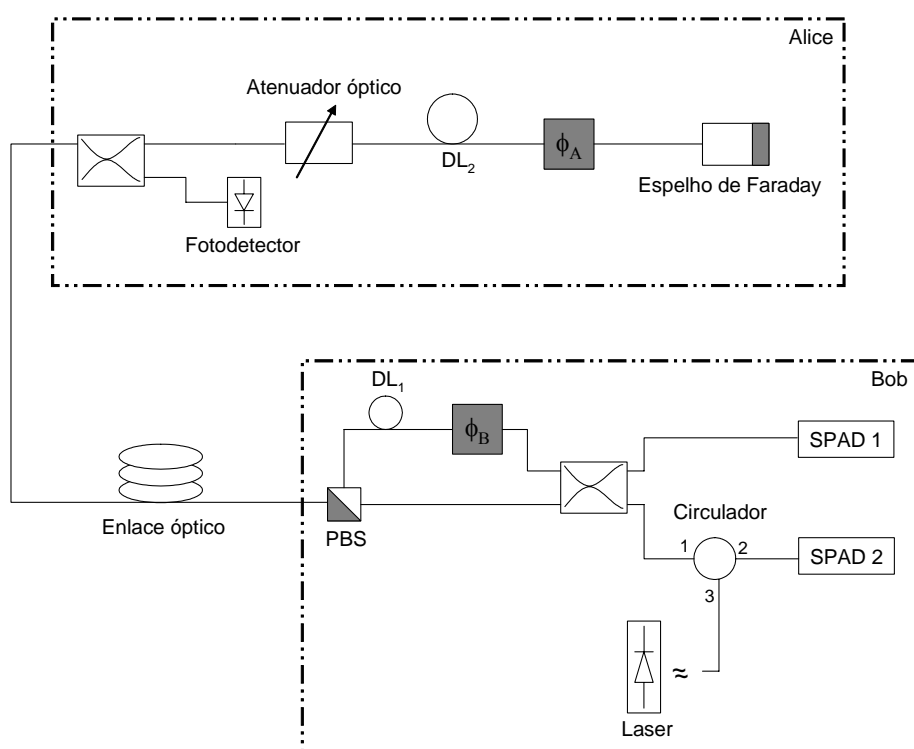 Alice
Atenuador óptico
DL2
ϕA
Espelho de Faraday
Fotodetector
Bob
DL1
ϕB
SPAD 1
Enlace óptico
PBS
Circulador
1
2
SPAD 2
3
≈
Laser